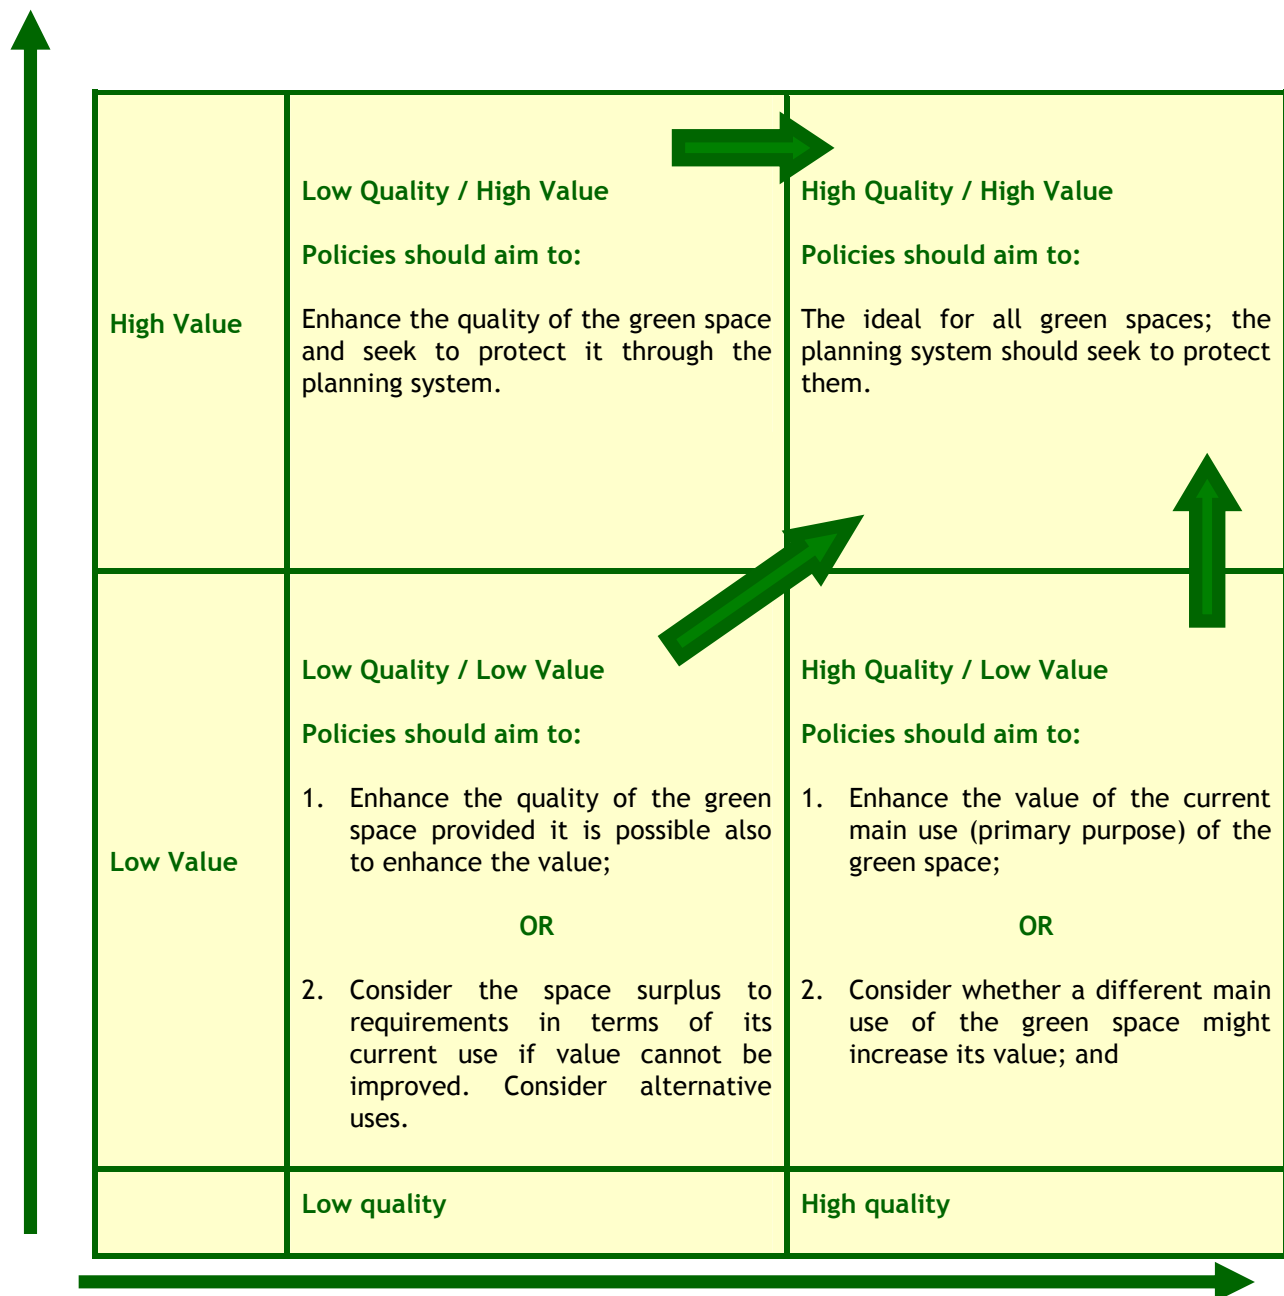 High Value
Low Quality / High Value
Policies should aim to:
Enhance the quality of the green space
and seek to protect it through the
planning system.
High Quality / High Value
Policies should aim to:
The ideal for all green spaces; the
planning system should seek to protect
them.
Low Value
Low Quality / Low Value
Policies should aim to:
1. Enhance the quality of the green
space provided it is possible also
to enhance the value;
OR
2. Consider the space surplus to
requirements in terms of its
current use if value cannot be
improved. Consider alternative
uses.
High Quality / Low Value
Policies should aim to:
1. Enhance the value of the current
main use (primary purpose) of the
green space;
OR
2. Consider whether a different main
use of the green space might
increase its value; and
Low quality
High quality